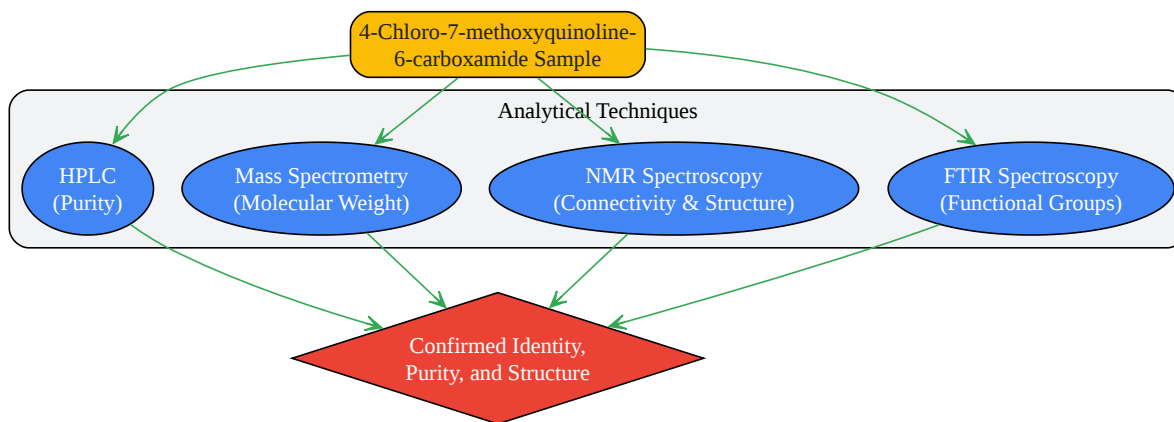 4-Chloro-7-methoxyquinoline-
6-carboxamide Sample
Analytical Techniques
HPLC
(Purity)
Mass Spectrometry
(Molecular Weight)
NMR Spectroscopy
(Connectivity & Structure)
FTIR Spectroscopy
(Functional Groups)
Confirmed Identity,
Purity, and Structure